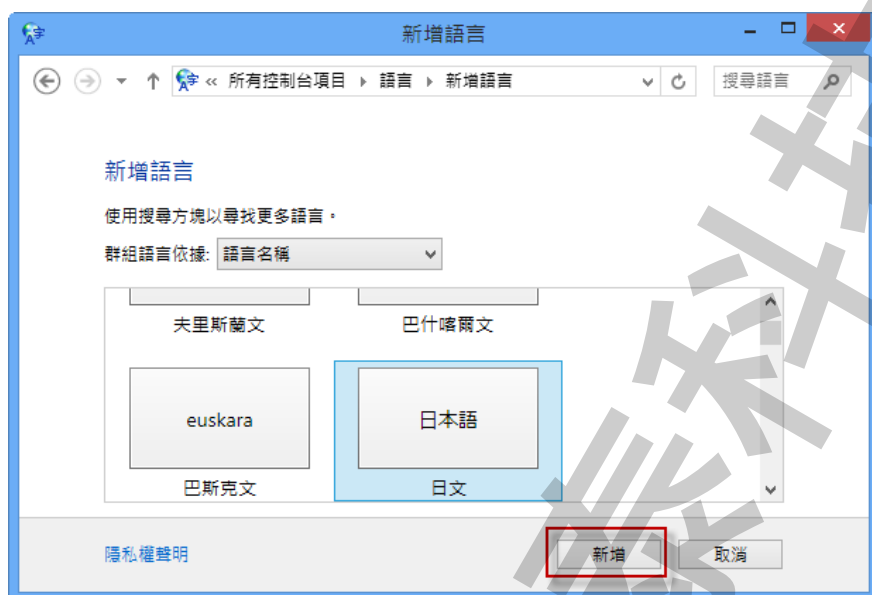 新增語言
« 所有控制台項目 ▸ 語言 ▸ 新增語言
搜尋語言
新增語言
使用搜尋方塊以尋找更多語言。
群組語言依據: 語言名稱
夫里斯蘭文 巴什喀爾文
euskara 日本語
巴斯克文 日文
隱私權聲明 新增 取消